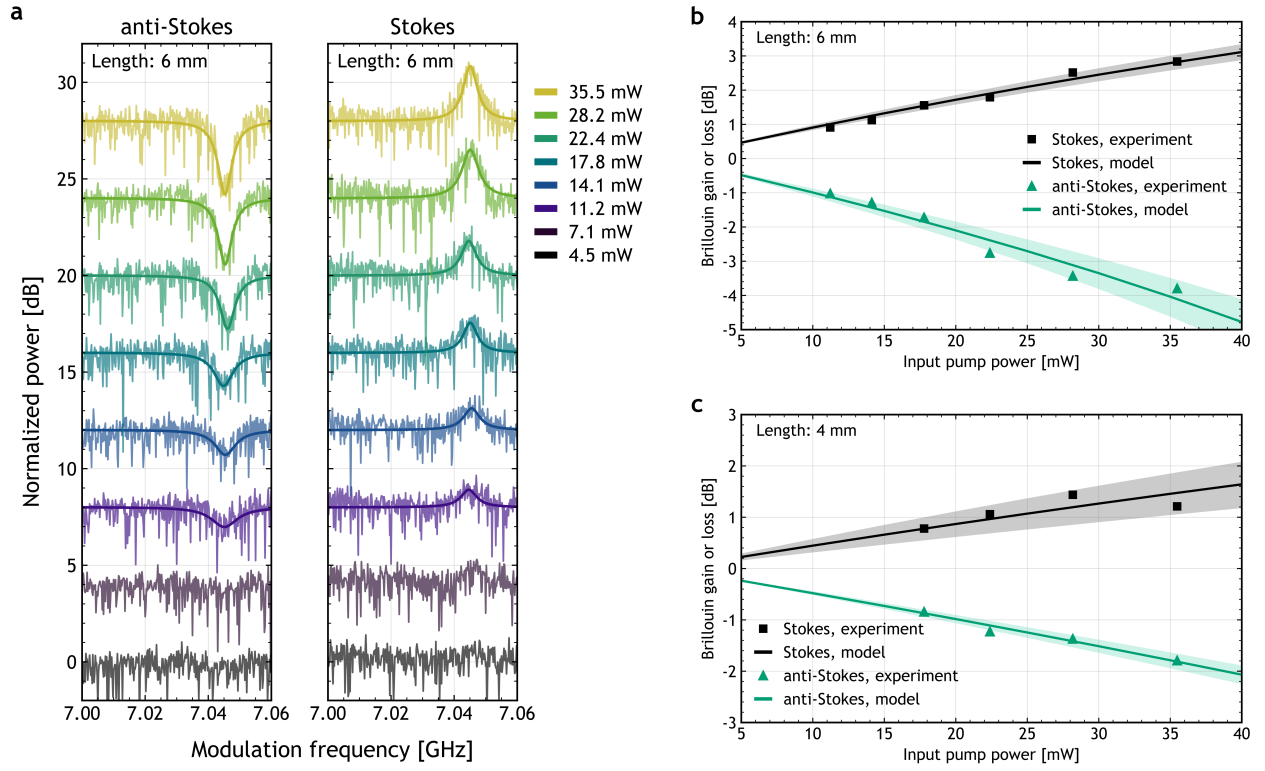 a
anti-Stokes
Stokes
Length: 6 mm
Length: 6 mm
Normalized power [dB]
30
25
20
15
10
5
0
7.00 7.02 7.04 7.06
7.00 7.02 7.04 7.06
Modulation frequency [GHz]
35.5 mW
28.2 mW
22.4 mW
17.8 mW
14.1 mW
11.2 mW
7.1 mW
4.5 mW
b
Length: 6 mm
Brillouin gain or loss [dB]
4
3
2
1
0
-1
-2
-3
-4
-5
Stokes, experiment
Stokes, model
anti-Stokes, experiment
anti-Stokes, model
5 10 15 20 25 30 35 40
Input pump power [mW]
c
Length: 4 mm
Brillouin gain or loss [dB]
3
2
1
0
-1
-2
-3
Stokes, experiment
Stokes, model
anti-Stokes, experiment
anti-Stokes, model
5 10 15 20 25 30 35 40
Input pump power [mW]